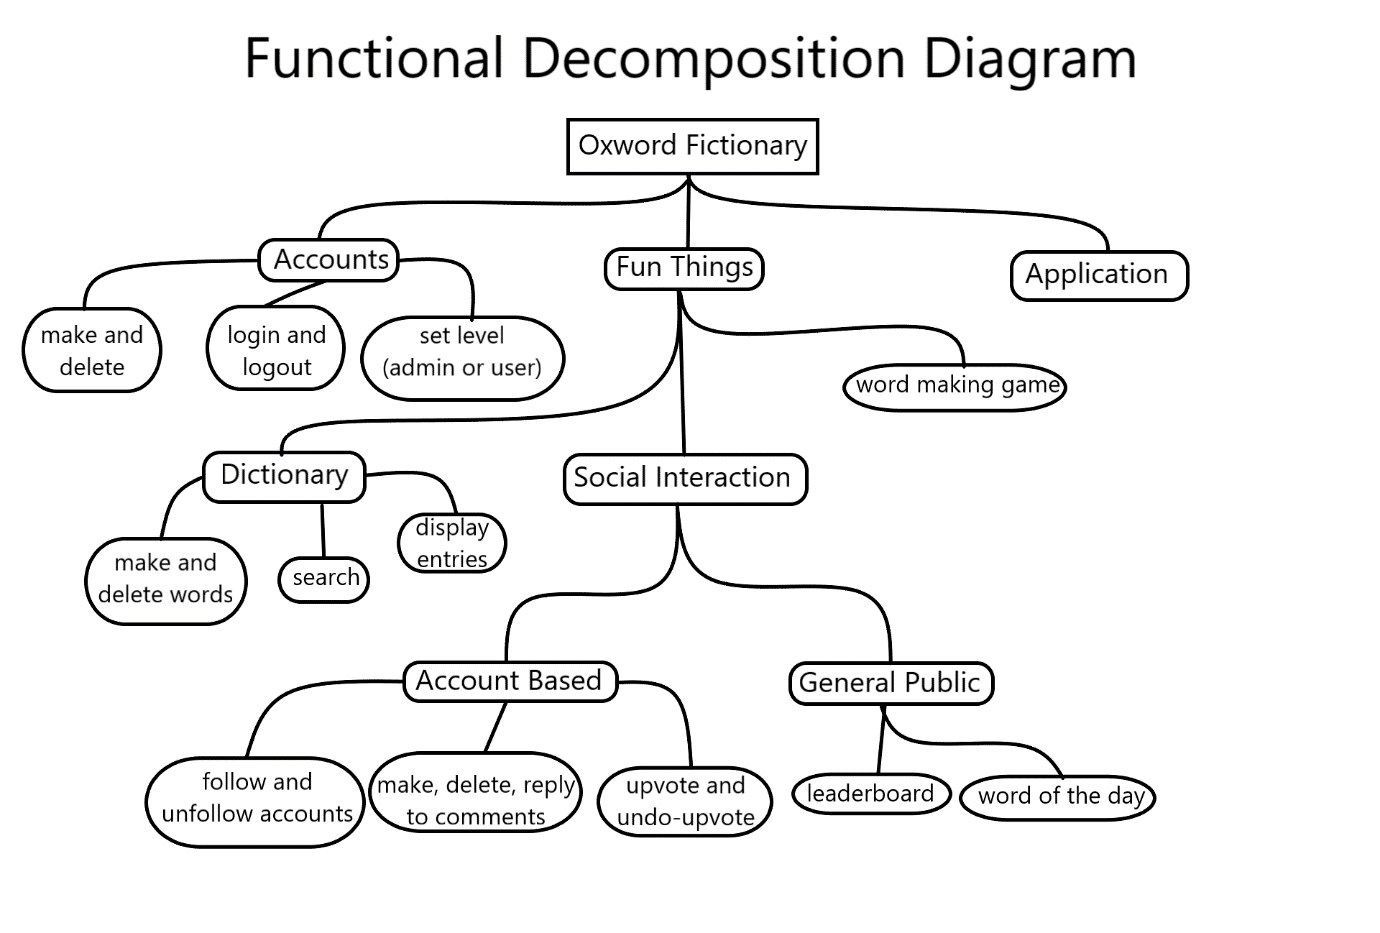 Functional Decomposition Diagram
Oxword Fictionary
Accounts
Fun Things
Application
make and
delete
login and
logout
set level
(admin or user)
word making game
Dictionary
Social Interaction
make and
delete words
search
display
entries
Account Based
General Public
follow and
unfollow accounts
make, delete, reply
to comments
upvote and
undo-upvote
leaderboard
word of the day